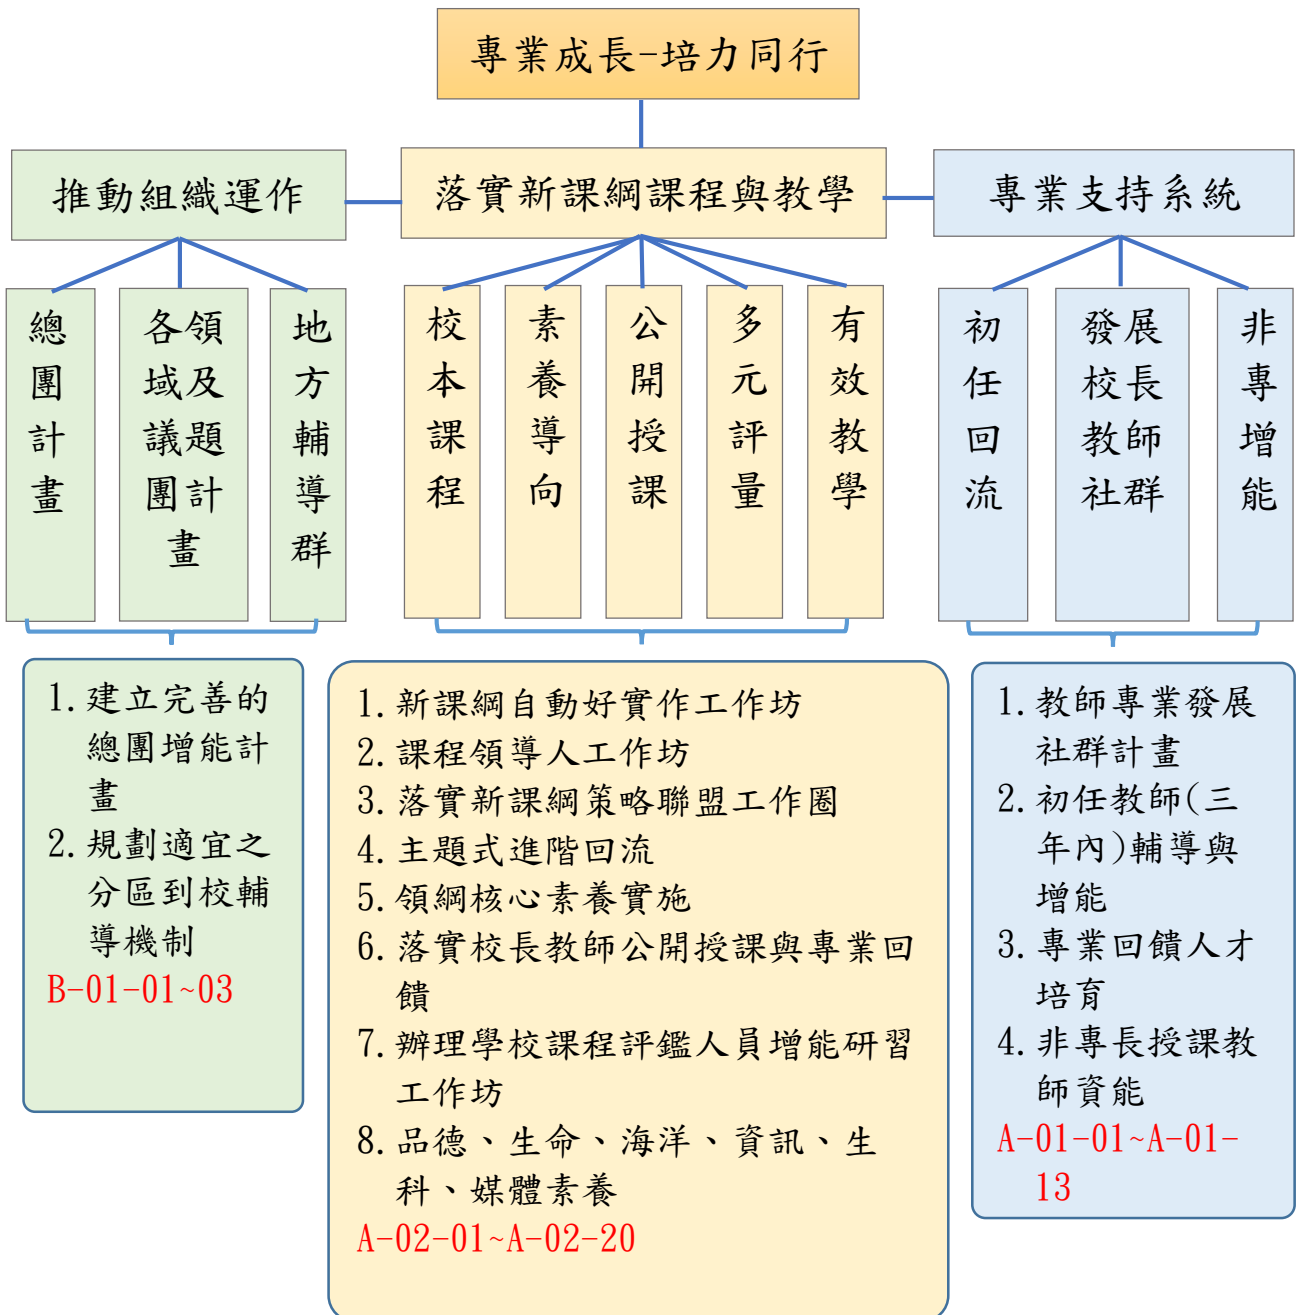 專業成長-培力同行
推動組織運作
落實新課綱課程與教學
專業支持系統
總團計畫
各領域及議題團計畫
地方輔導群
校本課程
素養導向
公開授課
多元評量
有效教學
初任回流
發展校長教師社群
非專增能
1.建立完善的
總團增能計
畫
2.規劃適宜之
分區到校輔
導機制
B-01-01~03
1.新課綱自動好實作工作坊
2.課程領導人工作坊
3.落實新課綱策略聯盟工作圈
4.主題式進階回流
5.領綱核心素養實施
6.落實校長教師公開授課與專業回
饋
7.辦理學校課程評鑑人員增能研習
工作坊
8.品德、生命、海洋、資訊、生
科、媒體素養
A-02-01~A-02-20
1.教師專業發展
社群計畫
2.初任教師(三
年內)輔導與
增能
3.專業回饋人才
培育
4.非專長授課教
師資能
A-01-01~A-01-
13